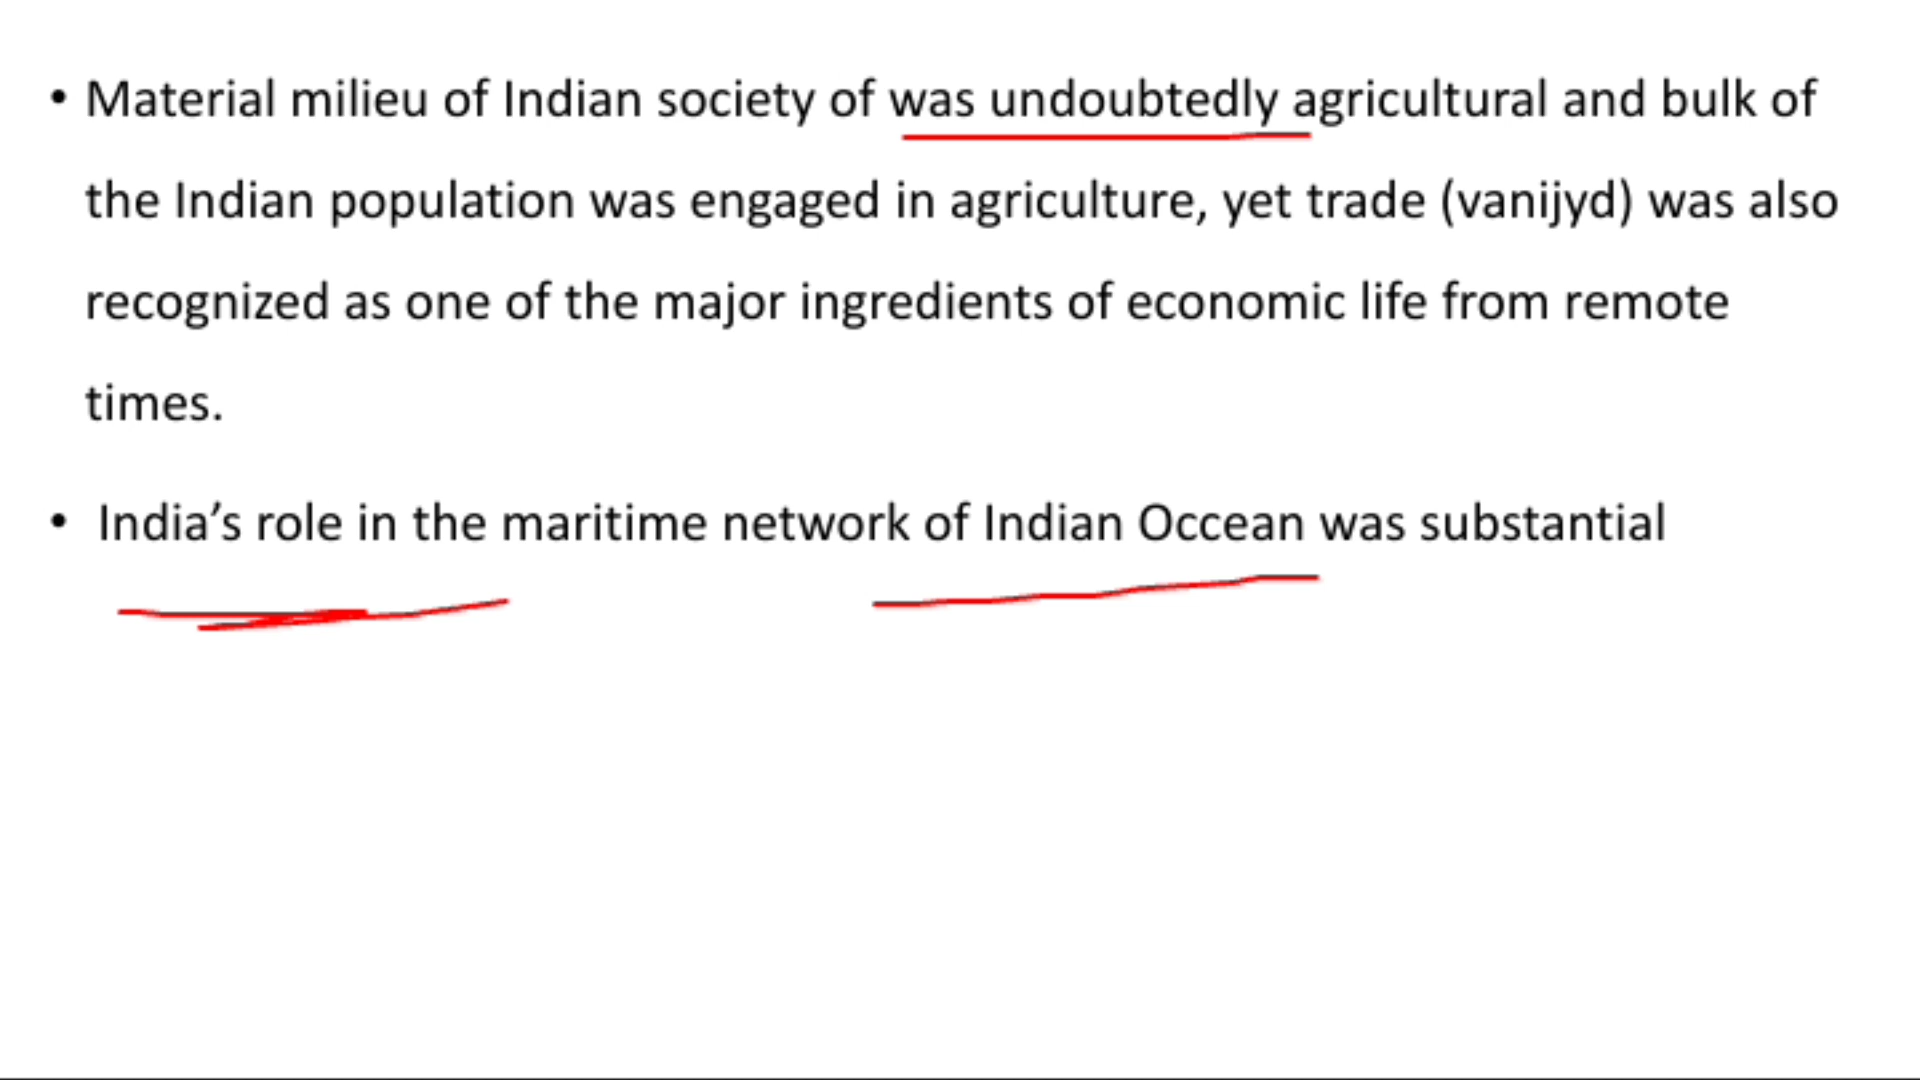 • Material milieu of Indian society of was undoubtedly agricultural and bulk of
the Indian population was engaged in agriculture, yet trade (vanijyd) was also
recognized as one of the major ingredients of economic life from remote
times.
• India’s role in the maritime network of Indian Occean was substantial